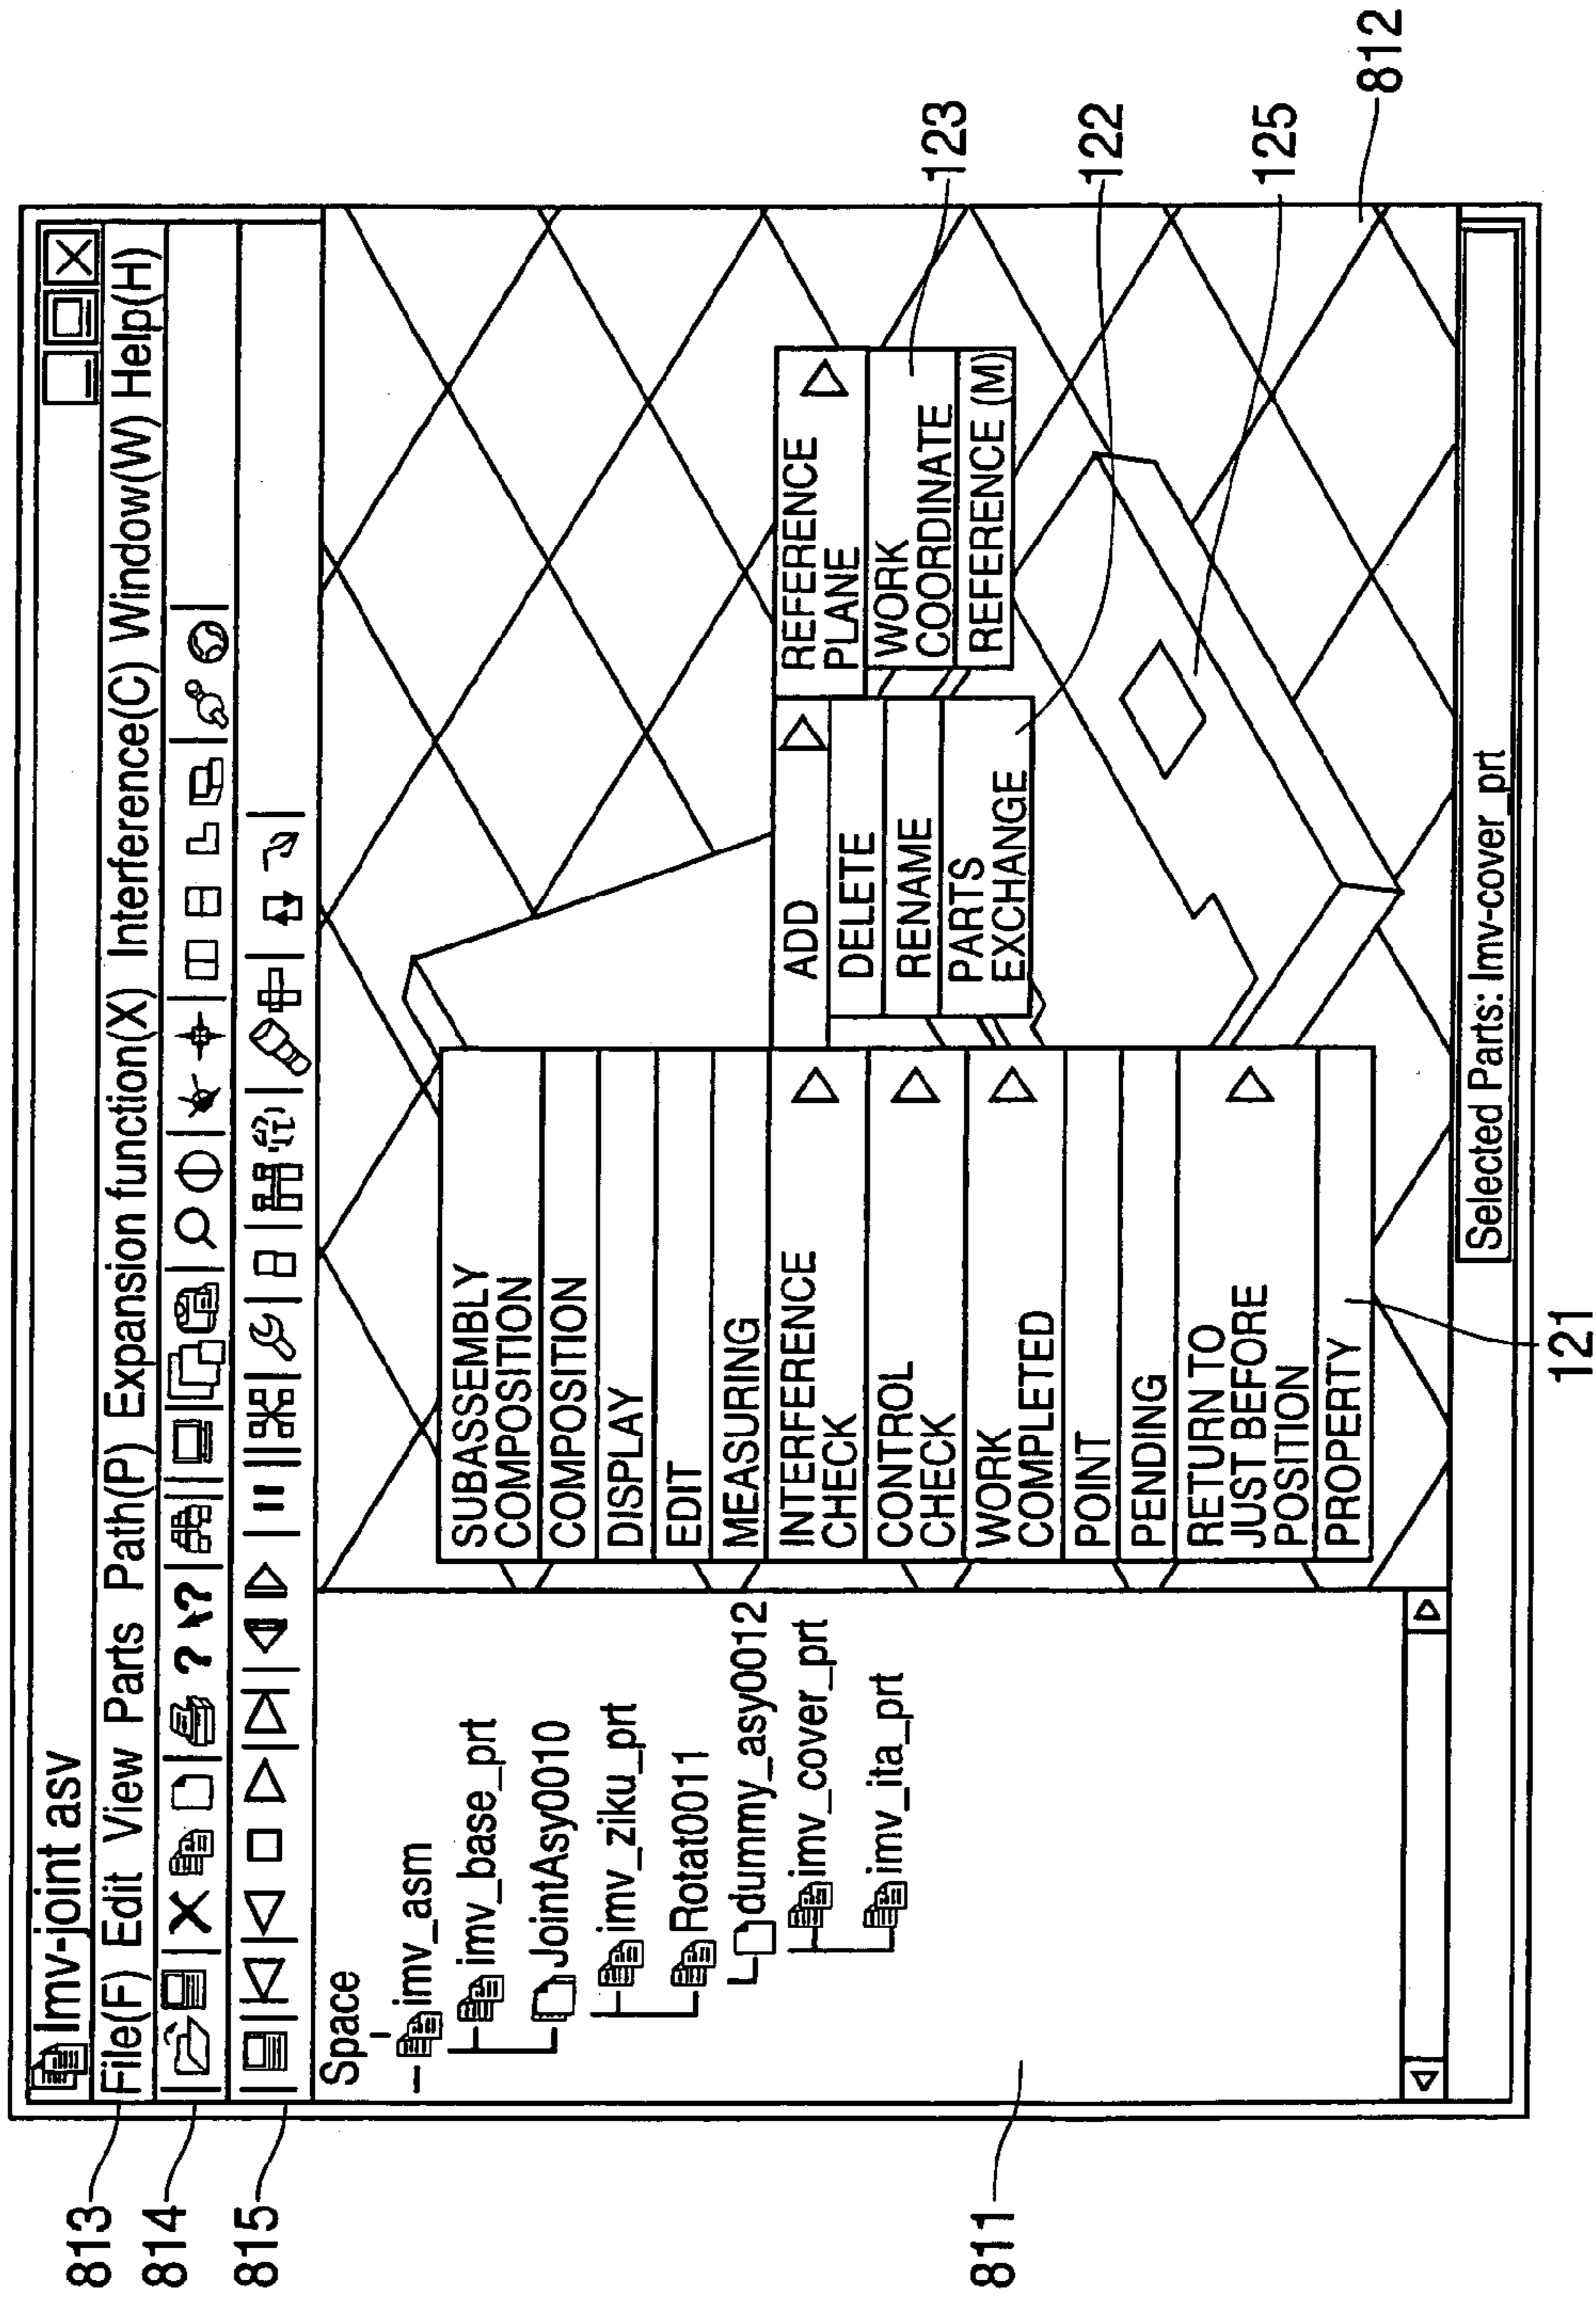 Imv-joint asv
File(F) Edit View Parts Path(P) Expansion function(X) Interference(C) Window(W) Help(H)
? ?
Space
imv_asm
imv_base_prt
JointAsy0010
imv_ziku_prt
Rotat0011
dummy_asy0012
imv_cover_prt
imv_ita_prt
SUBASSEMBLY
COMPOSITION
COMPOSITION
DISPLAY
EDIT
MEASURING
INTERFERENCE
CHECK
CONTROL
CHECK
WORK
COMPLETED
POINT
PENDING
RETURN TO
JUST BEFORE
POSITION
PROPERTY
ADD
DELETE
RENAME
PARTS
EXCHANGE
REFERENCE
PLANE
WORK
COORDINATE
REFERENCE (M)
Selected Parts: Imv-cover_prt
813
814
815
811
121
123
122
125
812